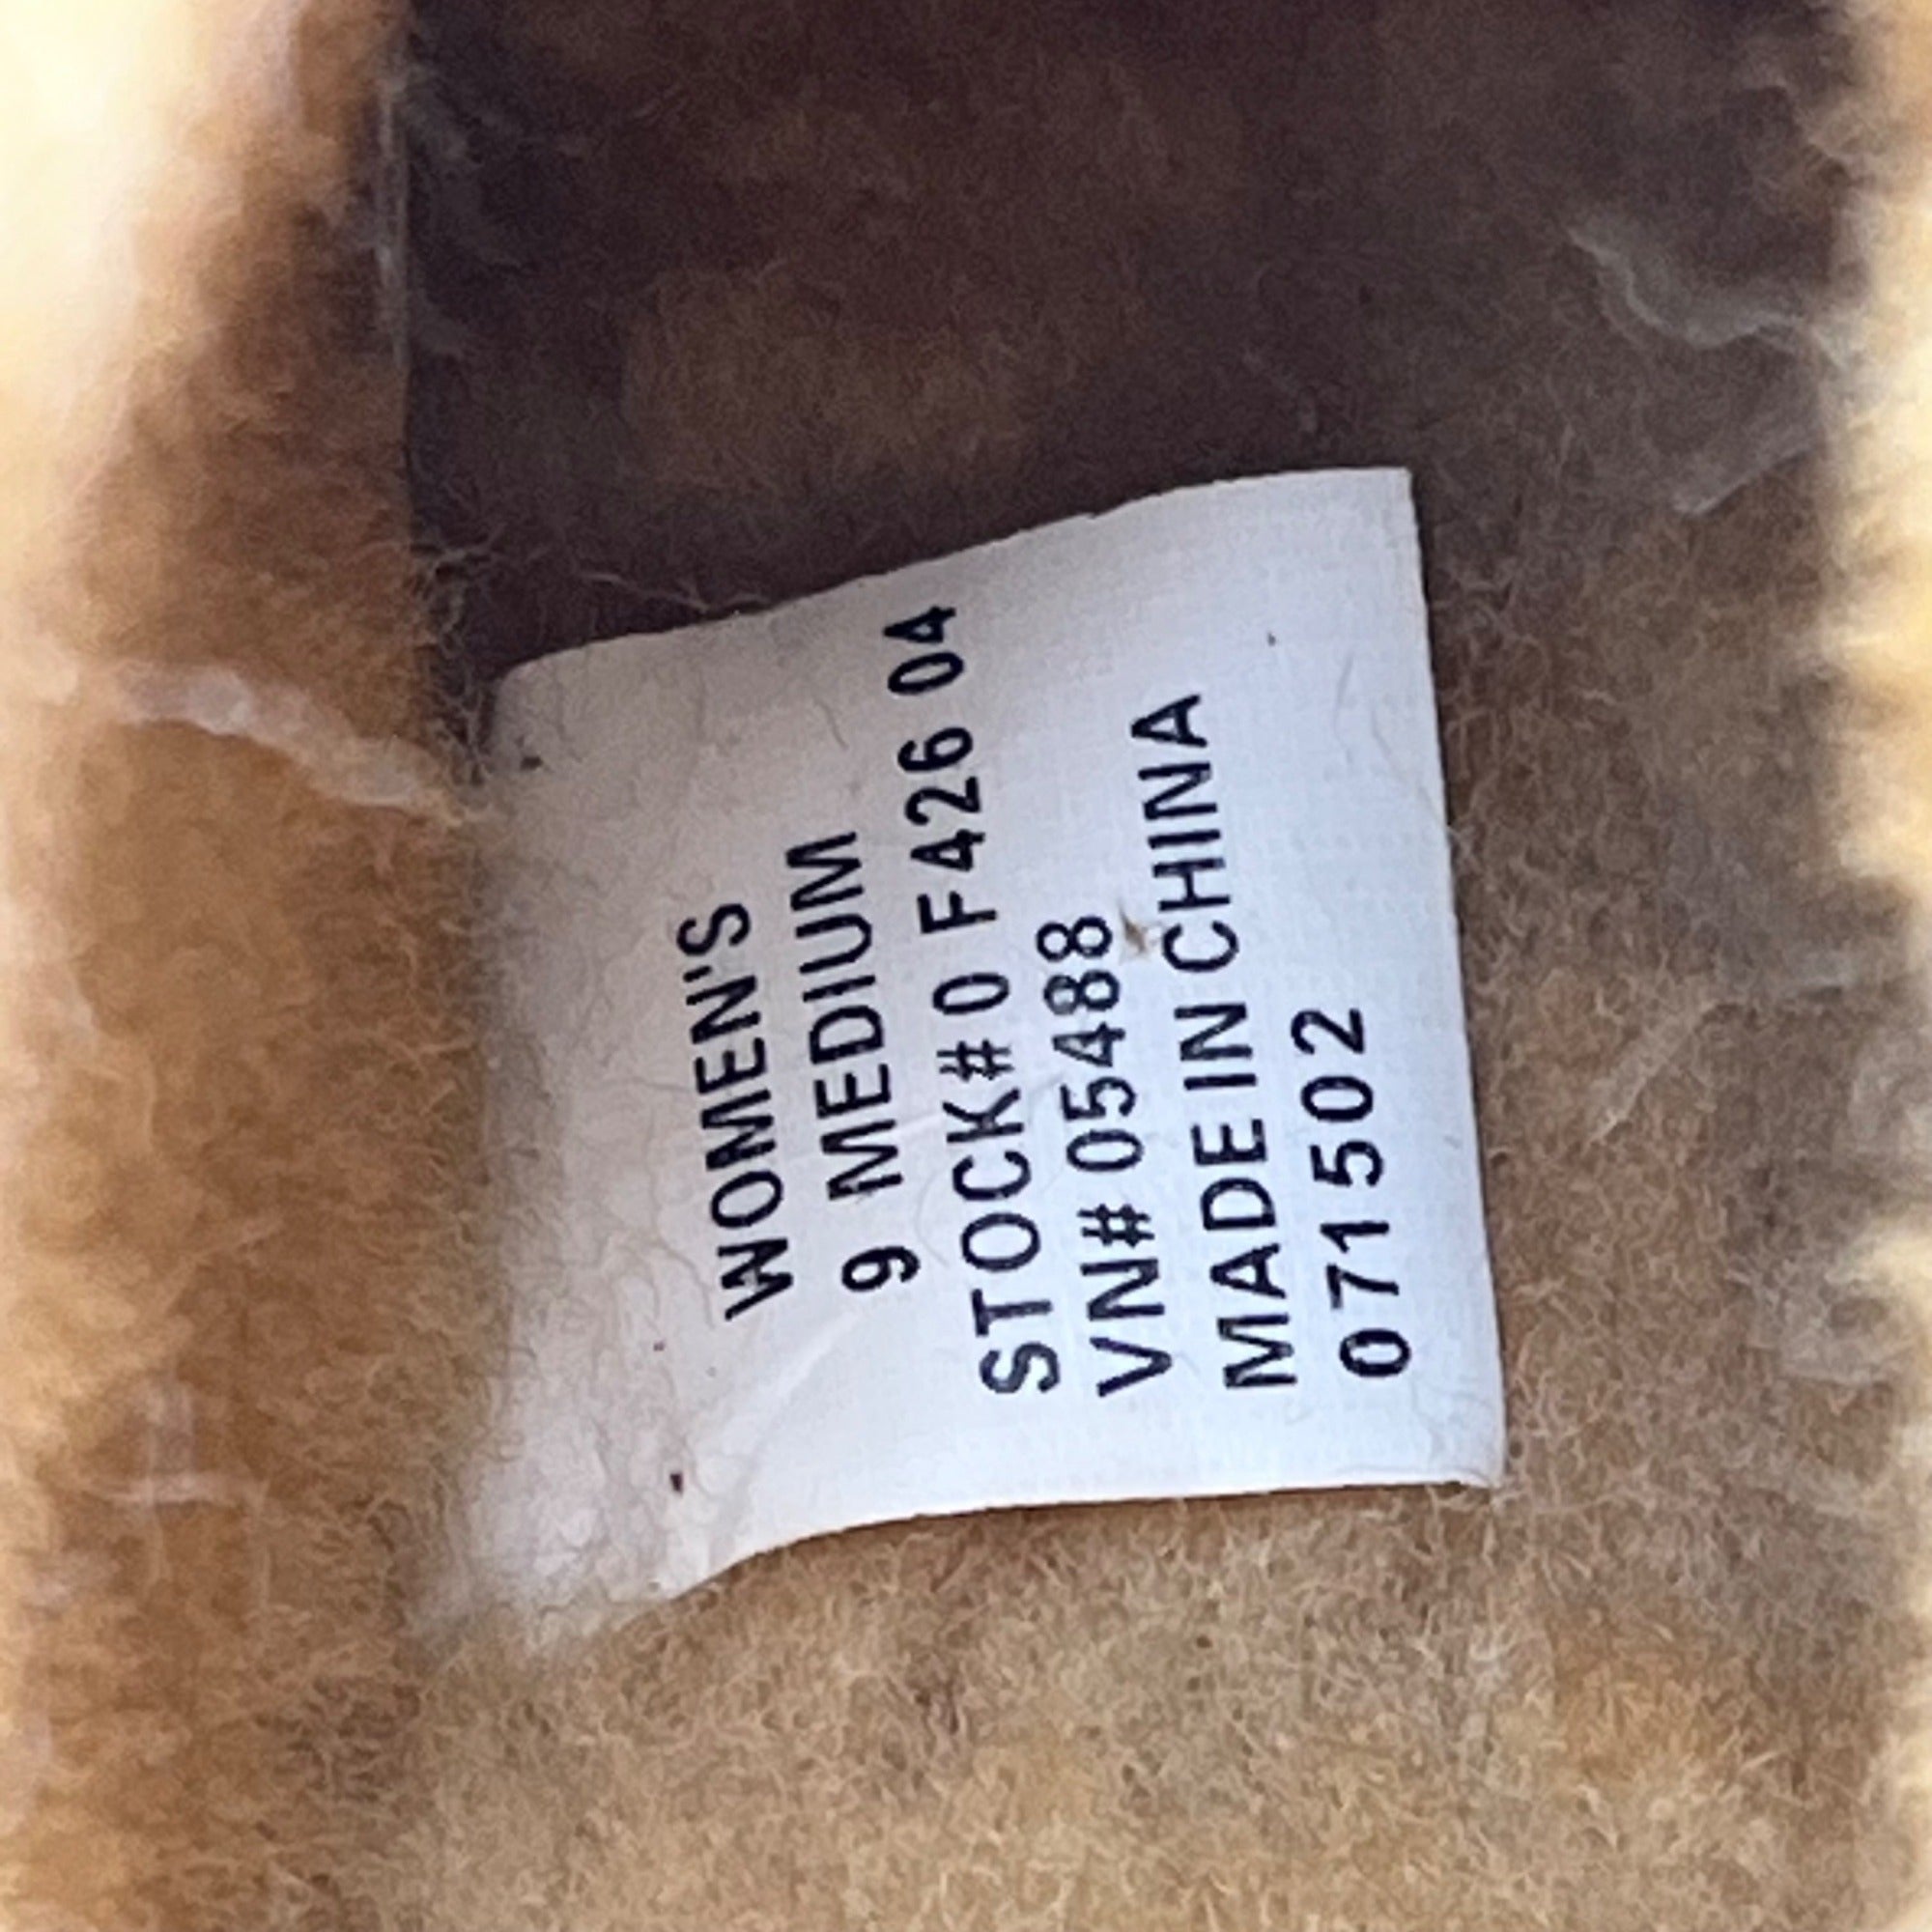 WOMEN'S
9 MEDIUM
STOCK# 0 F426 04
VN# 05488
MADE IN CHINA
071502